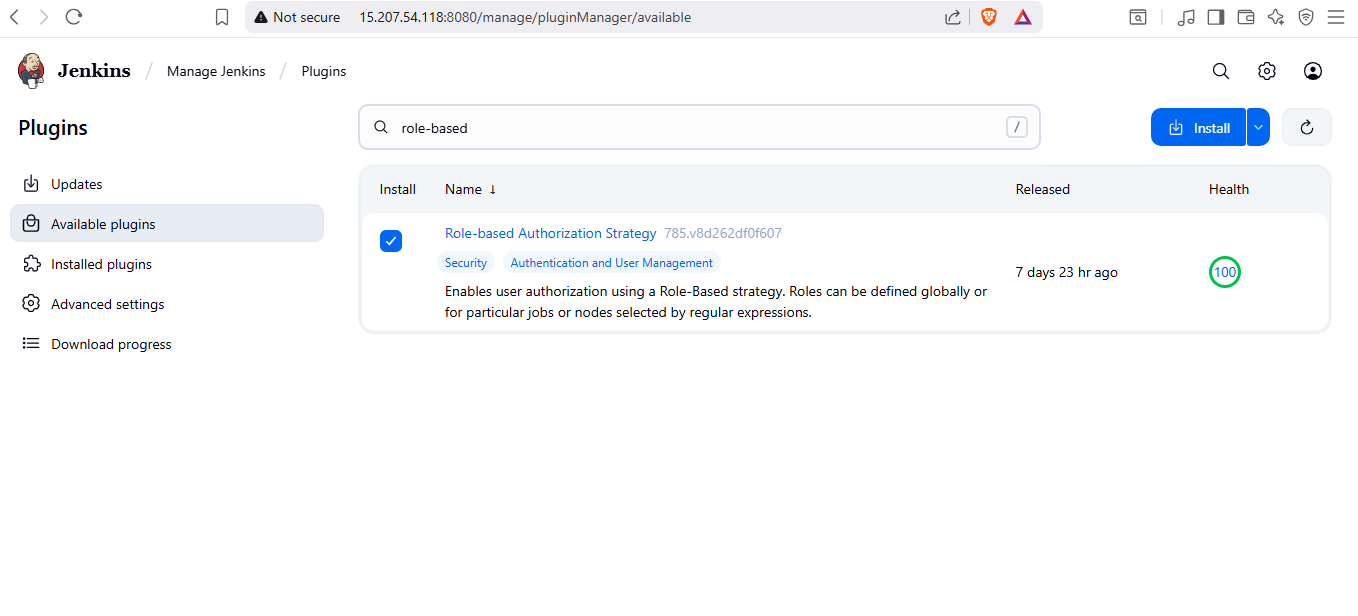 Not secure 15.207.54.118:8080/manage/pluginManager/available
Jenkins / Manage Jenkins / Plugins
Plugins
role-based /
Install
Updates
Available plugins
Installed plugins
Advanced settings
Download progress
Install Name ↓ Released Health
Role-based Authorization Strategy 785.v8d262df0f607
Security Authentication and User Management
Enables user authorization using a Role-Based strategy. Roles can be defined globally or
for particular jobs or nodes selected by regular expressions.
7 days 23 hr ago
100